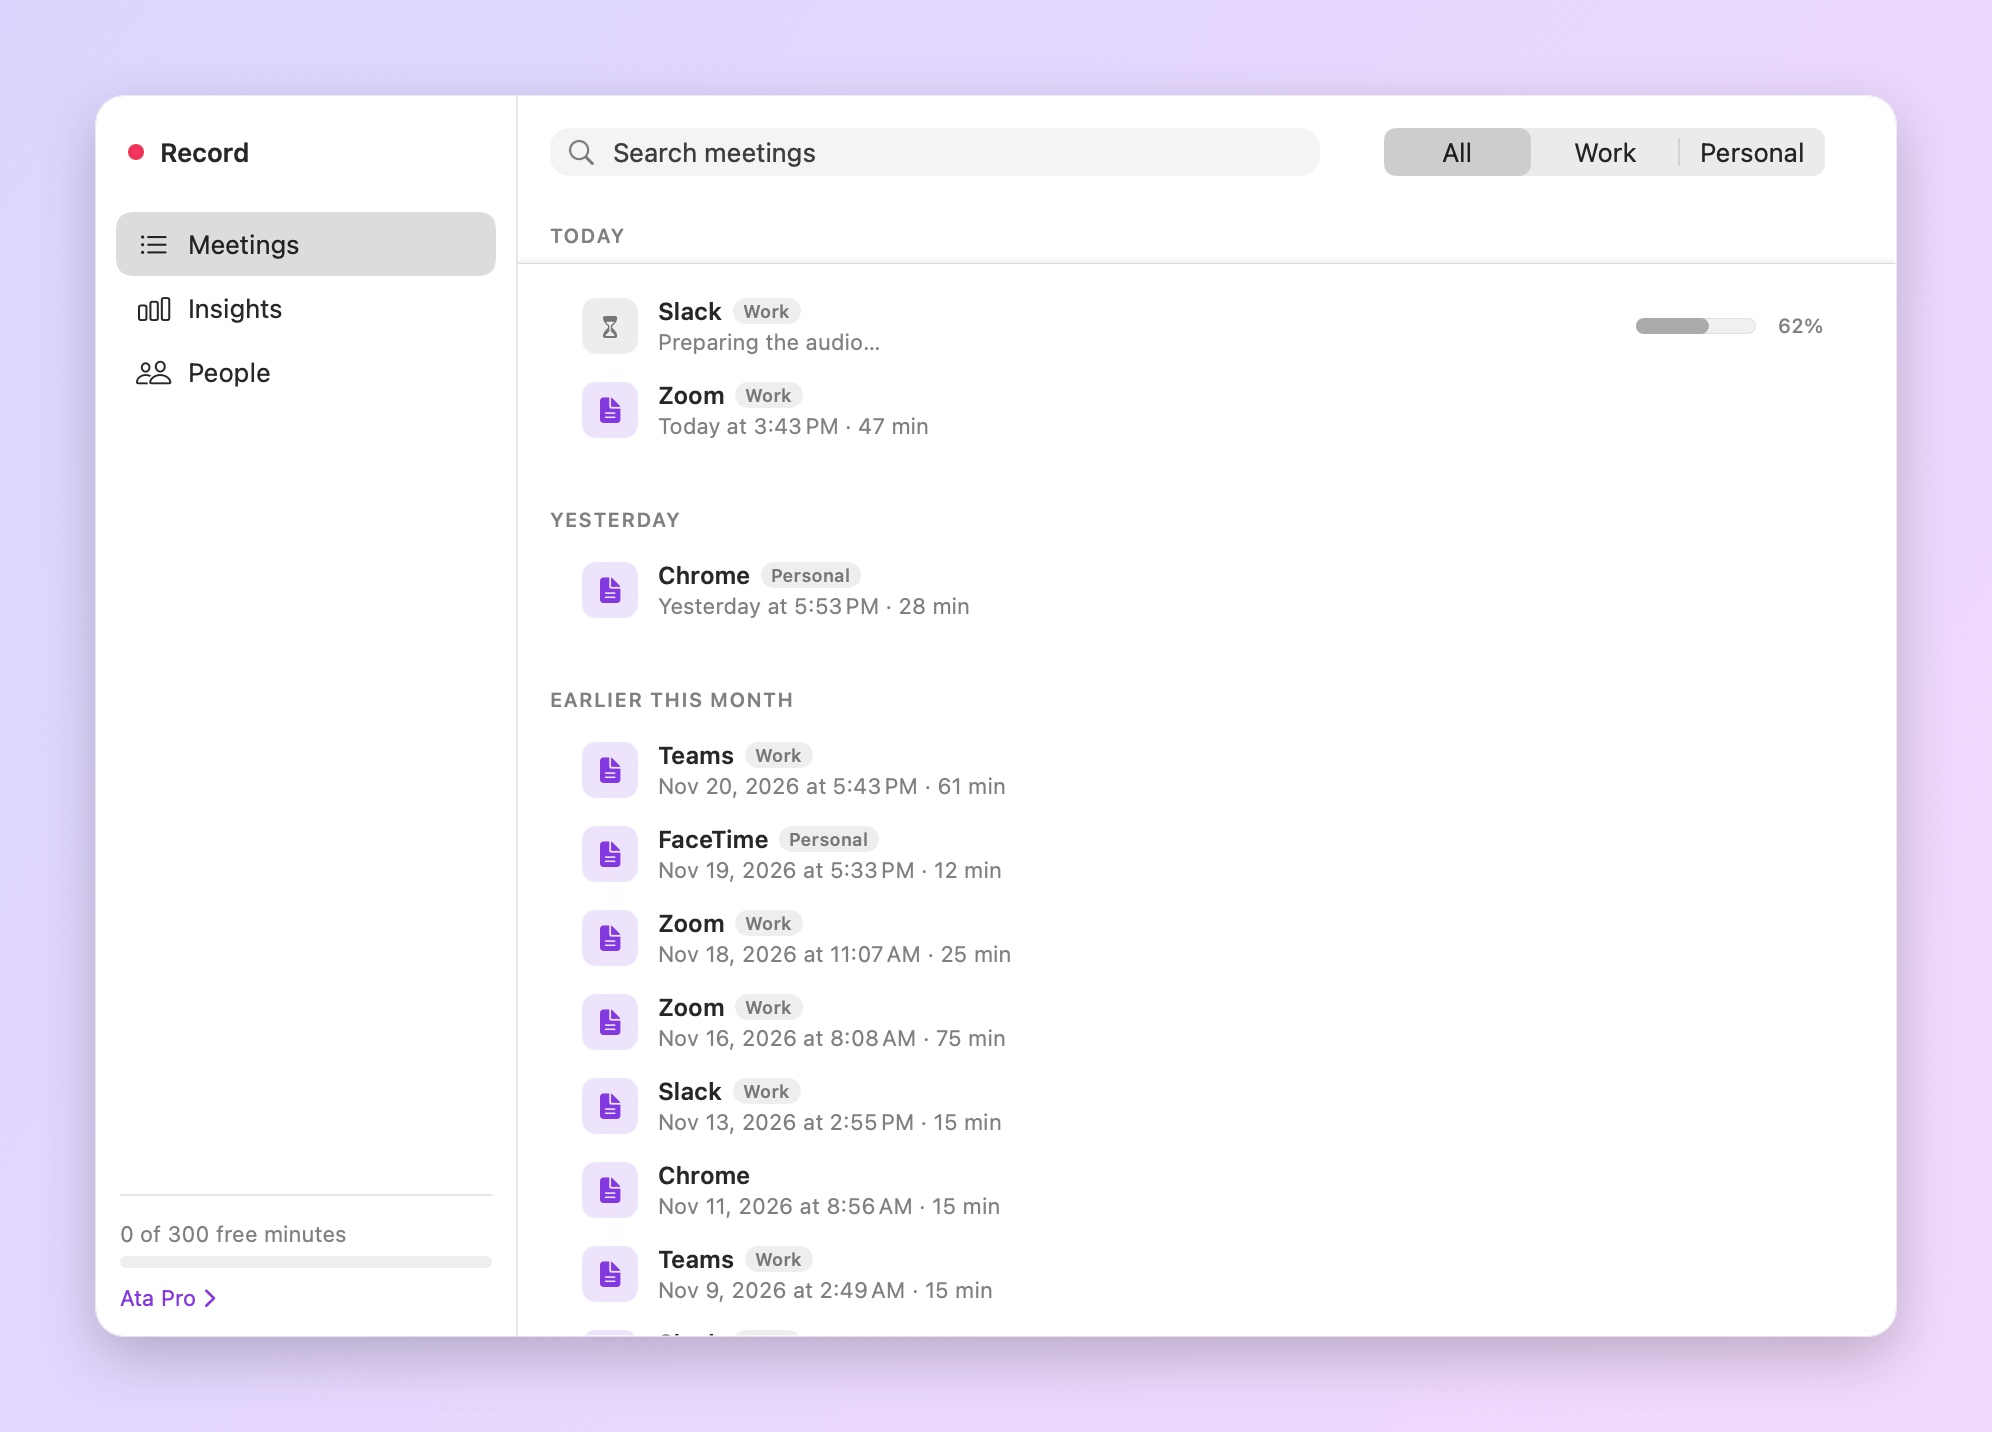 Record
Meetings
Insights
People
0 of 300 free minutes
Ata Pro
Search meetings
All
Work
Personal
TODAY
Slack Work
Preparing the audio...
62%
Zoom Work
Today at 3:43 PM · 47 min
YESTERDAY
Chrome Personal
Yesterday at 5:53 PM · 28 min
EARLIER THIS MONTH
Teams Work
Nov 20, 2026 at 5:43 PM · 61 min
FaceTime Personal
Nov 19, 2026 at 5:33 PM · 12 min
Zoom Work
Nov 18, 2026 at 11:07 AM · 25 min
Zoom Work
Nov 16, 2026 at 8:08 AM · 75 min
Slack Work
Nov 13, 2026 at 2:55 PM · 15 min
Chrome
Nov 11, 2026 at 8:56 AM · 15 min
Teams Work
Nov 9, 2026 at 2:49 AM · 15 min